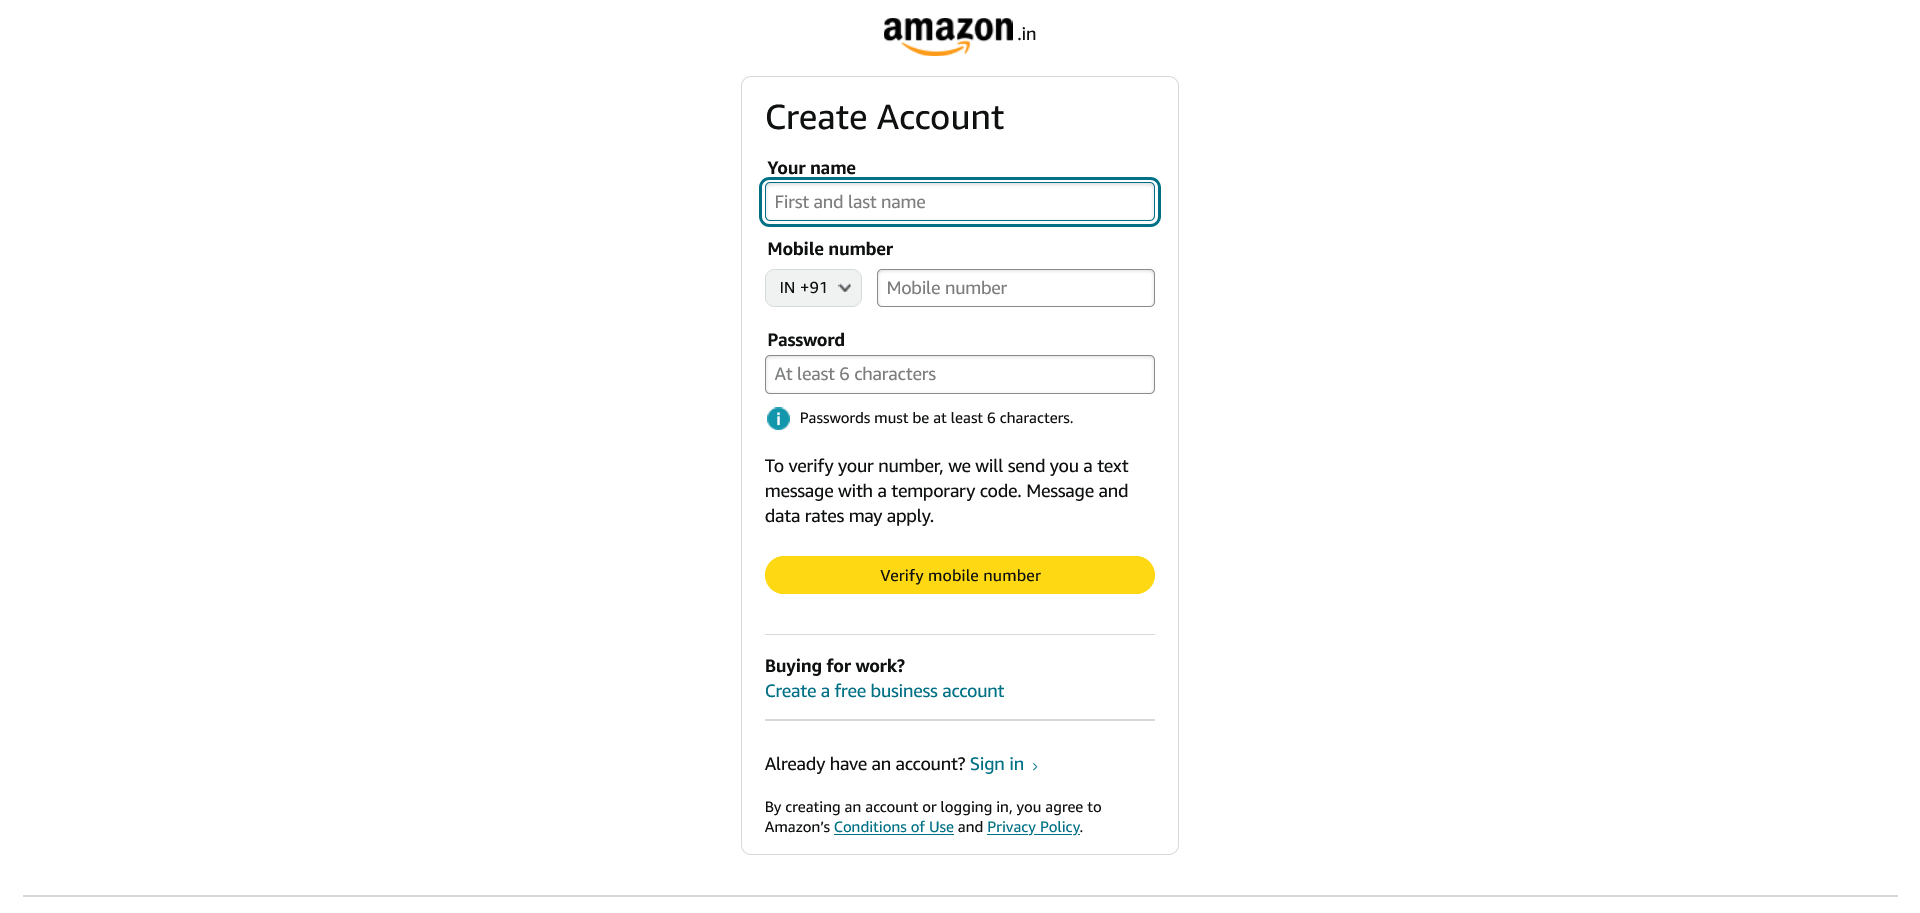 amazon.in
Create Account
Your name
First and last name
Mobile number
IN +91 Mobile number
Password
At least 6 characters
i Passwords must be at least 6 characters.
To verify your number, we will send you a text
message with a temporary code. Message and
data rates may apply.
Verify mobile number
Buying for work?
Create a free business account
Already have an account? Sign in ›
By creating an account or logging in, you agree to
Amazon’s Conditions of Use and Privacy Policy.